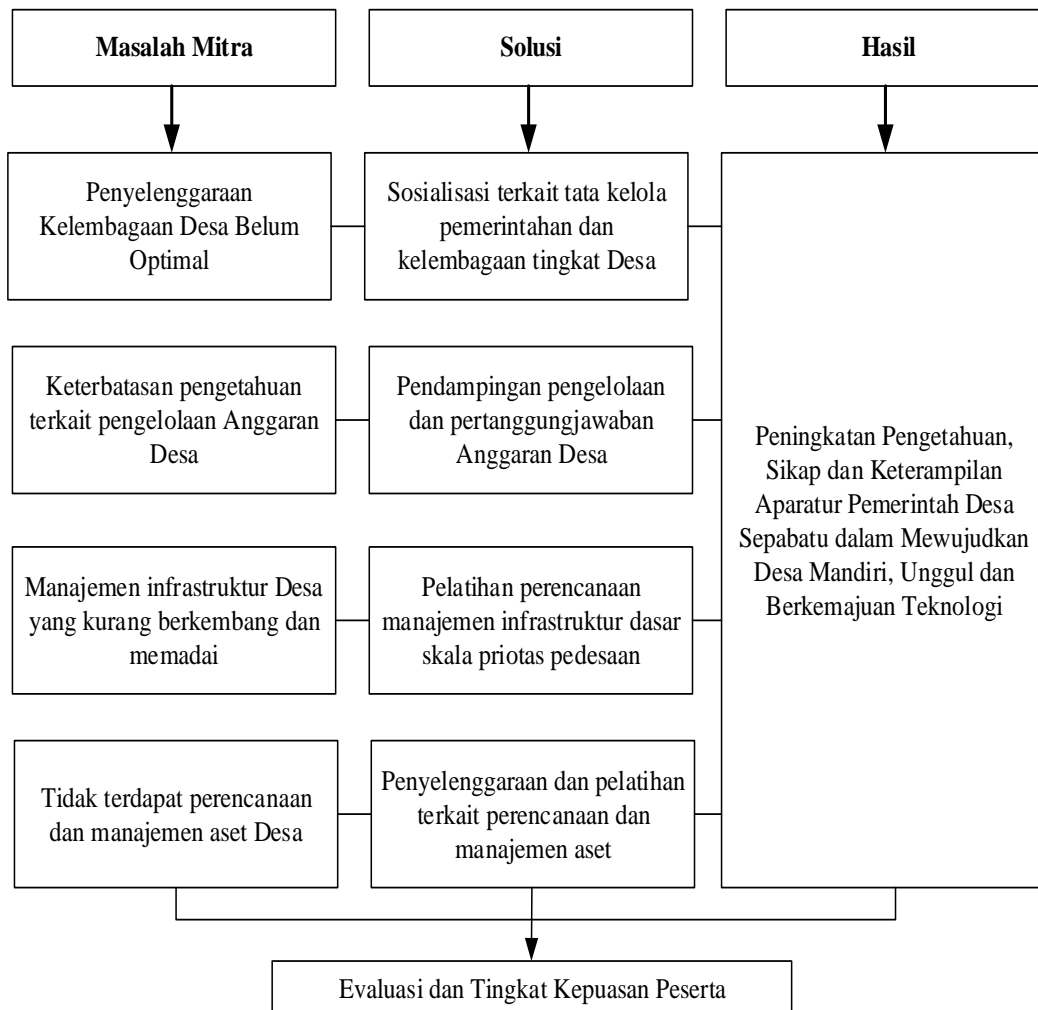 Masalah Mitra
Solusi
Hasil
Penyelenggaraan
Kelembagaan Desa Belum
Optimal
Sosialisasi terkait tata kelola
pemerintahan dan
kelembagaan tingkat Desa
Keterbatasan pengetahuan
terkait pengelolaan Anggaran
Desa
Pendampingan pengelolaan
dan pertanggungjawaban
Anggaran Desa
Manajemen infrastruktur Desa
yang kurang berkembang dan
memadai
Pelatihan perencanaan
manajemen infrastruktur dasar
skala priotas pedesaan
Tidak terdapat perencanaan
dan manajemen aset Desa
Penyelenggaraan dan pelatihan
terkait perencanaan dan
manajemen aset
Peningkatan Pengetahuan,
Sikap dan Keterampilan
Aparatur Pemerintah Desa
Sepabatu dalam Mewujudkan
Desa Mandiri, Unggul dan
Berkemajuan Teknologi
Evaluasi dan Tingkat Kepuasan Peserta